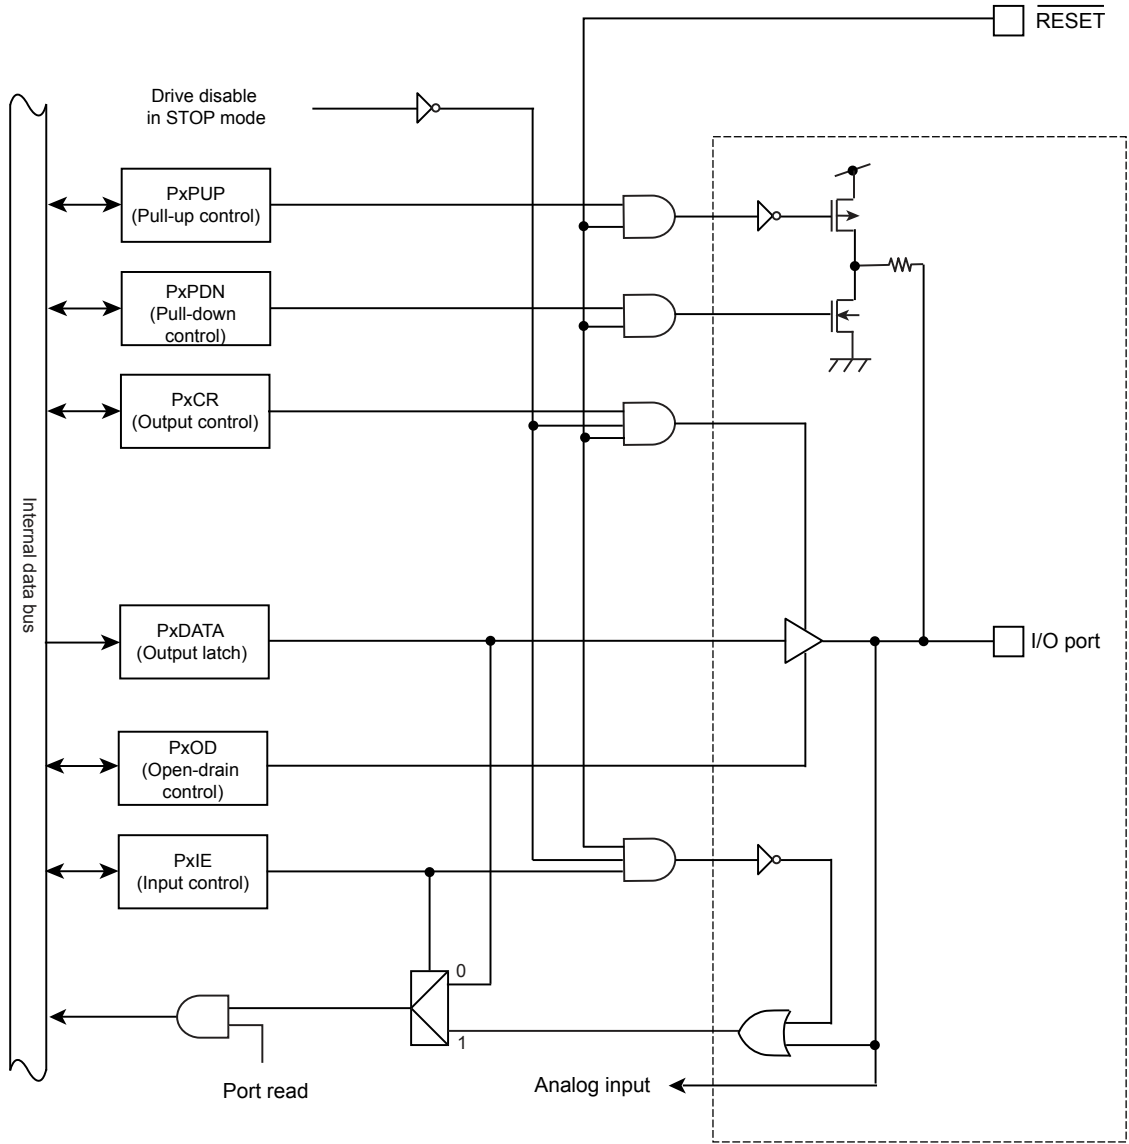 RESET
Drive disable
in STOP mode
PxPUP
(Pull-up control)
PxPDN
(Pull-down
control)
PxCR
(Output control)
Internal data bus
PxDATA
(Output latch)
I/O port
PxOD
(Open-drain
control)
PxIE
(Input control)
0
1
Port read
Analog input